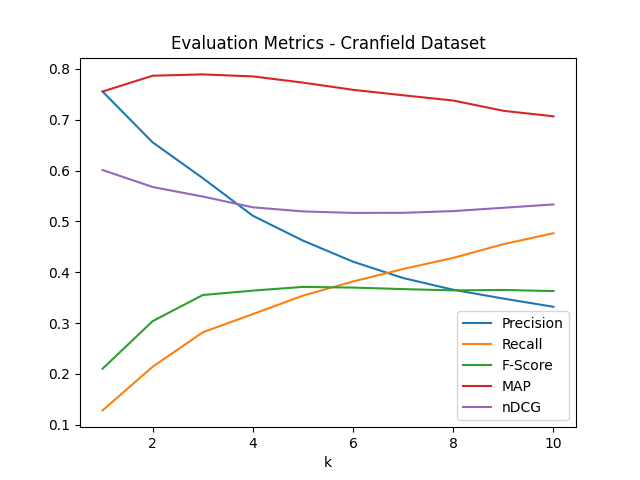 Evaluation Metrics - Cranfield Dataset
0.8
0.7
0.6
0.5
0.4
0.3
0.2
0.1
Precision
Recall
F-Score
MAP
nDCG
2
4
6
8
10
k